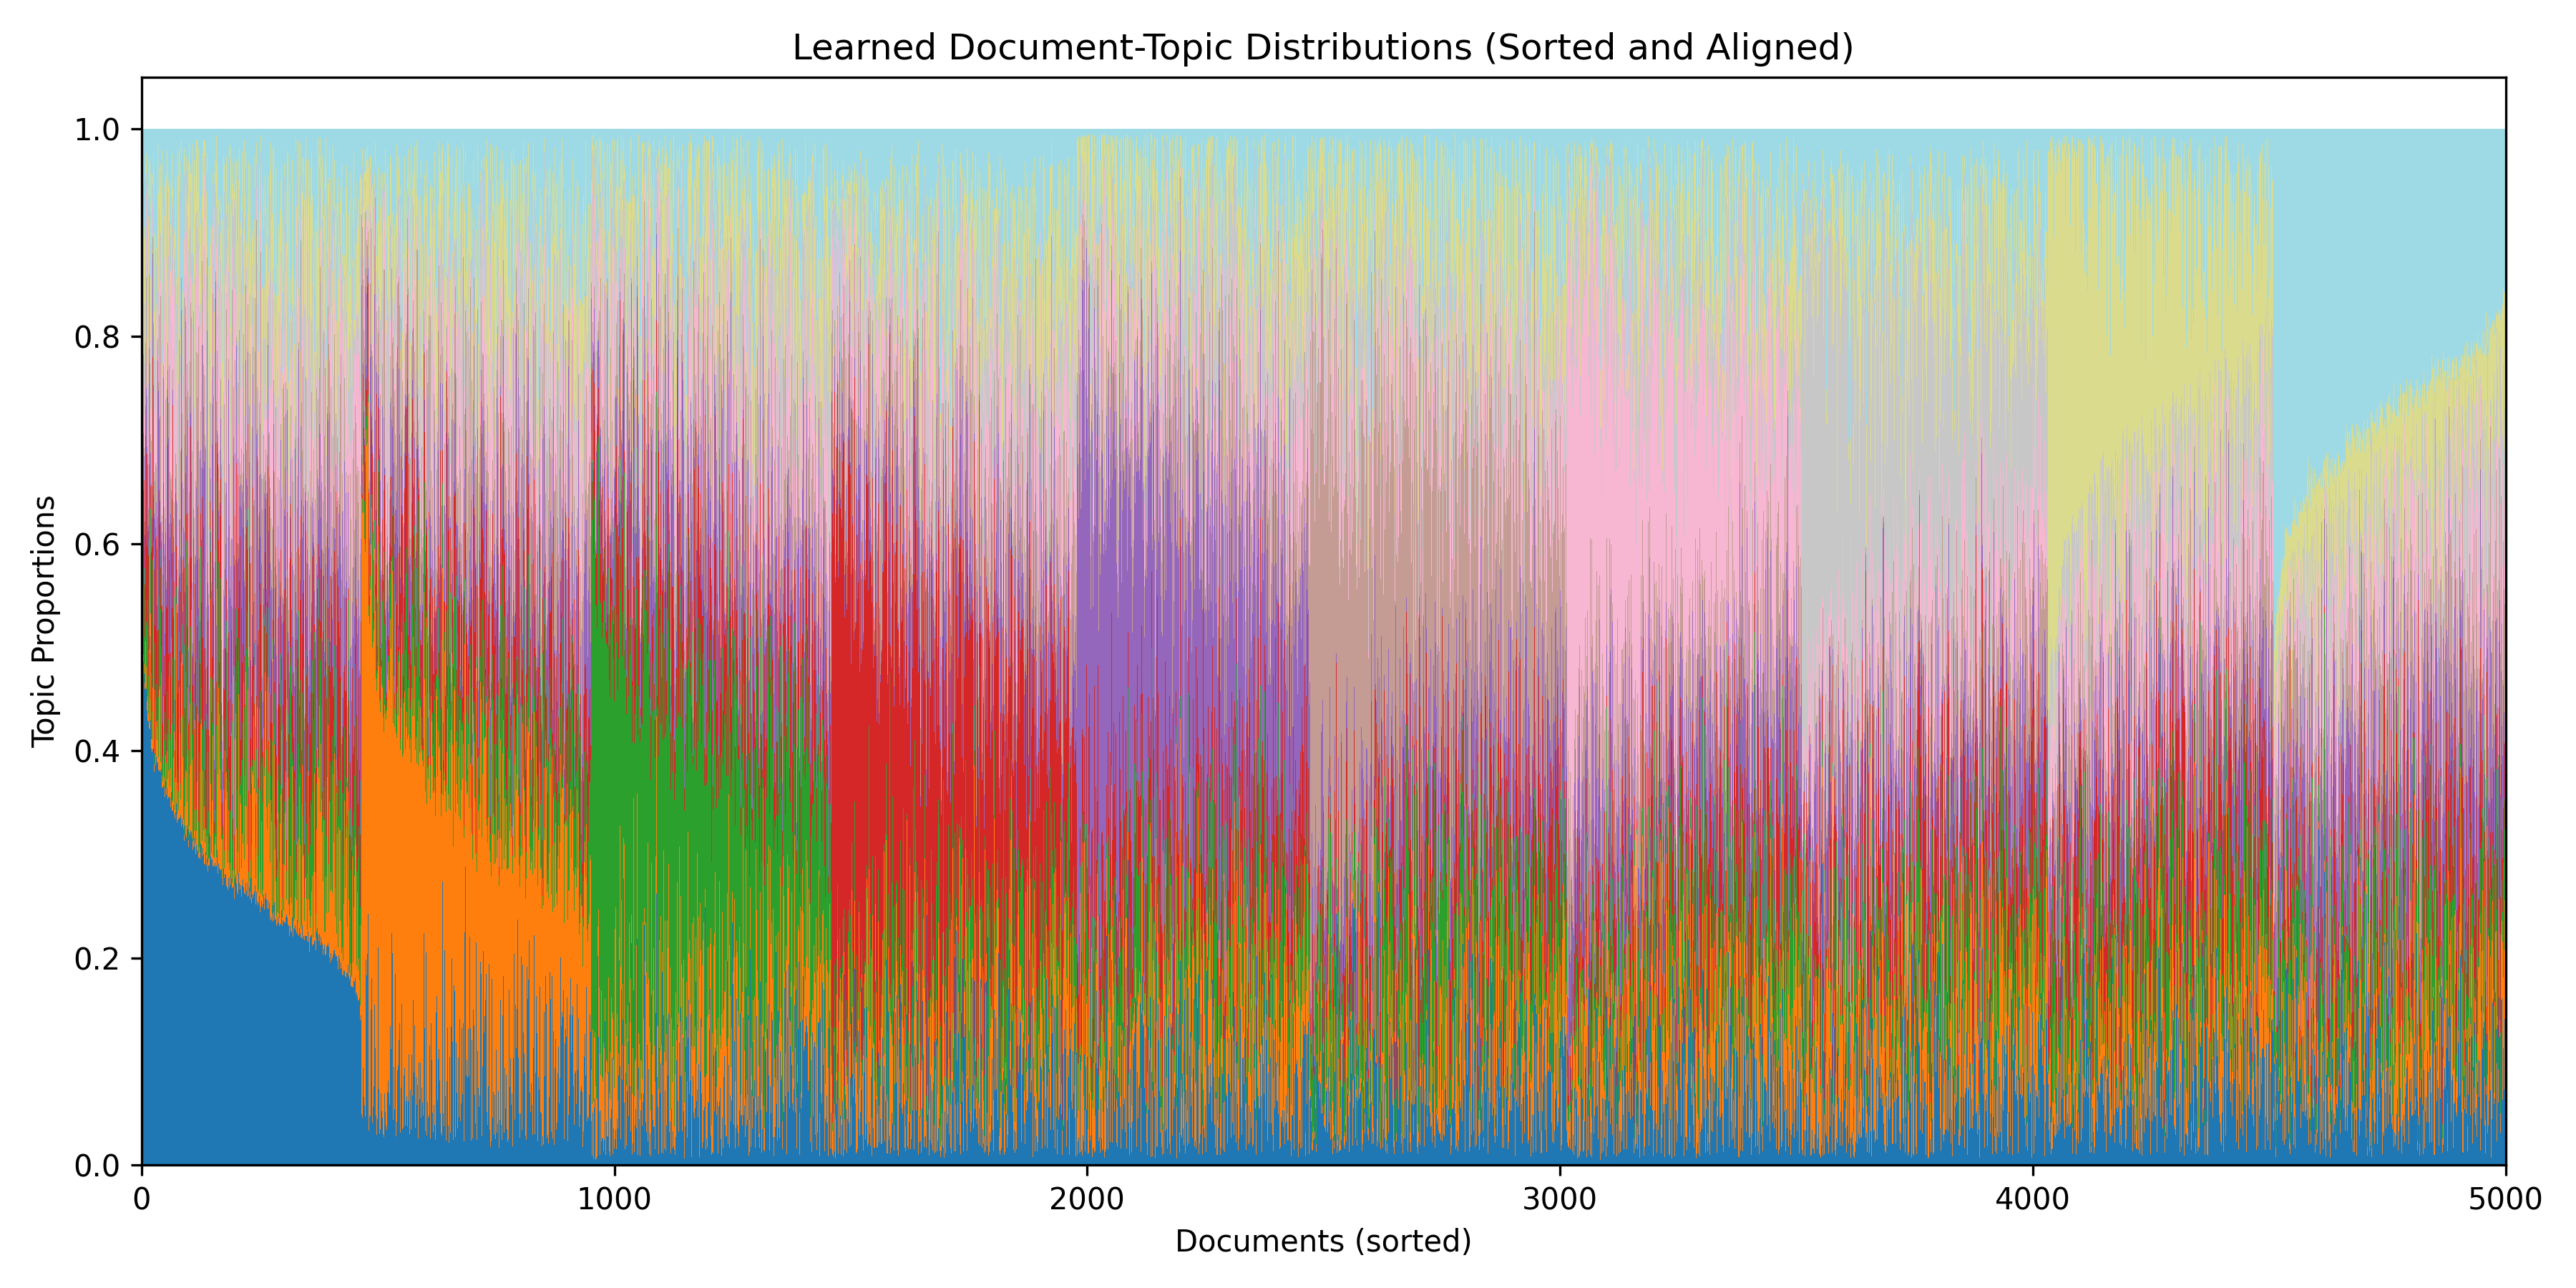 Learned Document-Topic Distributions (Sorted and Aligned)
1.0
0.8
0.6
0.4
0.2
0.0
Topic Proportions
0 1000 2000 3000 4000 5000
Documents (sorted)